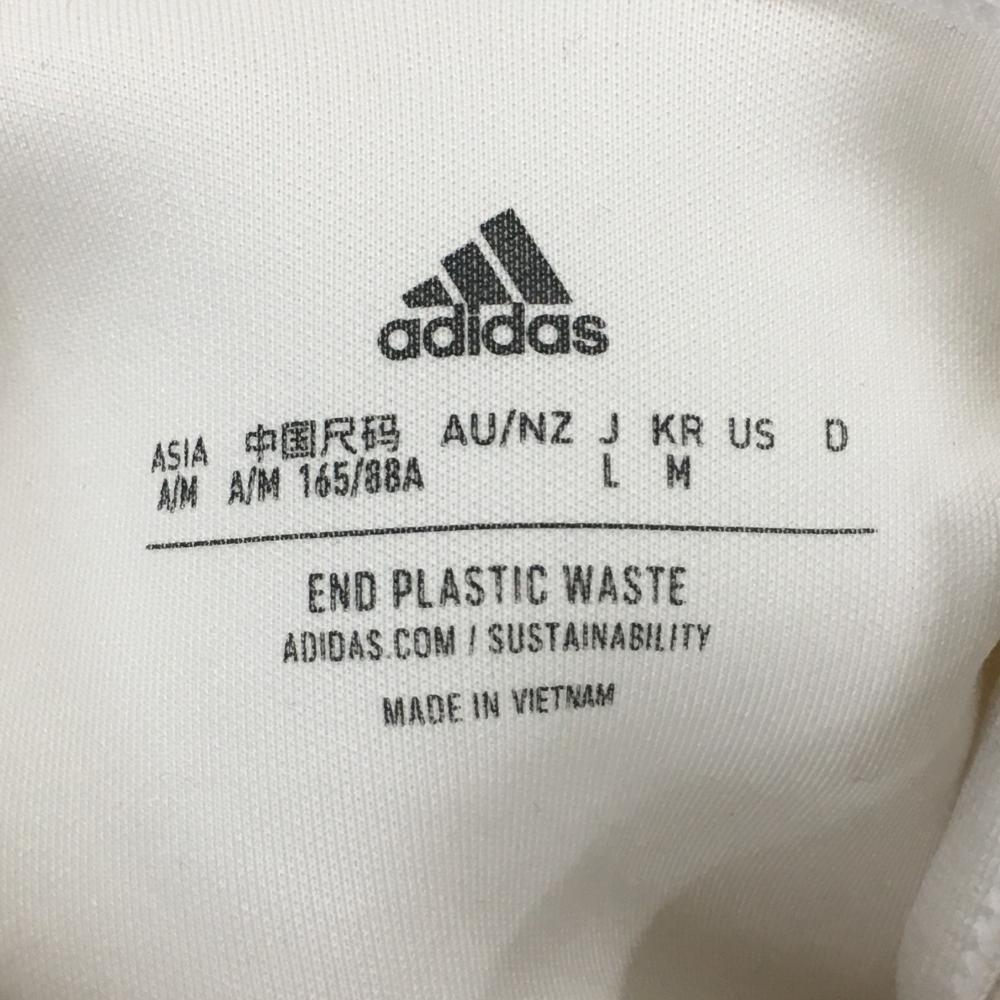 adidas
ASIA 中国尺码 AU/NZ J KR US D
A/M A/M 165/88A L M
END PLASTIC WASTE
ADIDAS.COM / SUSTAINABILITY
MADE IN VIETNAM